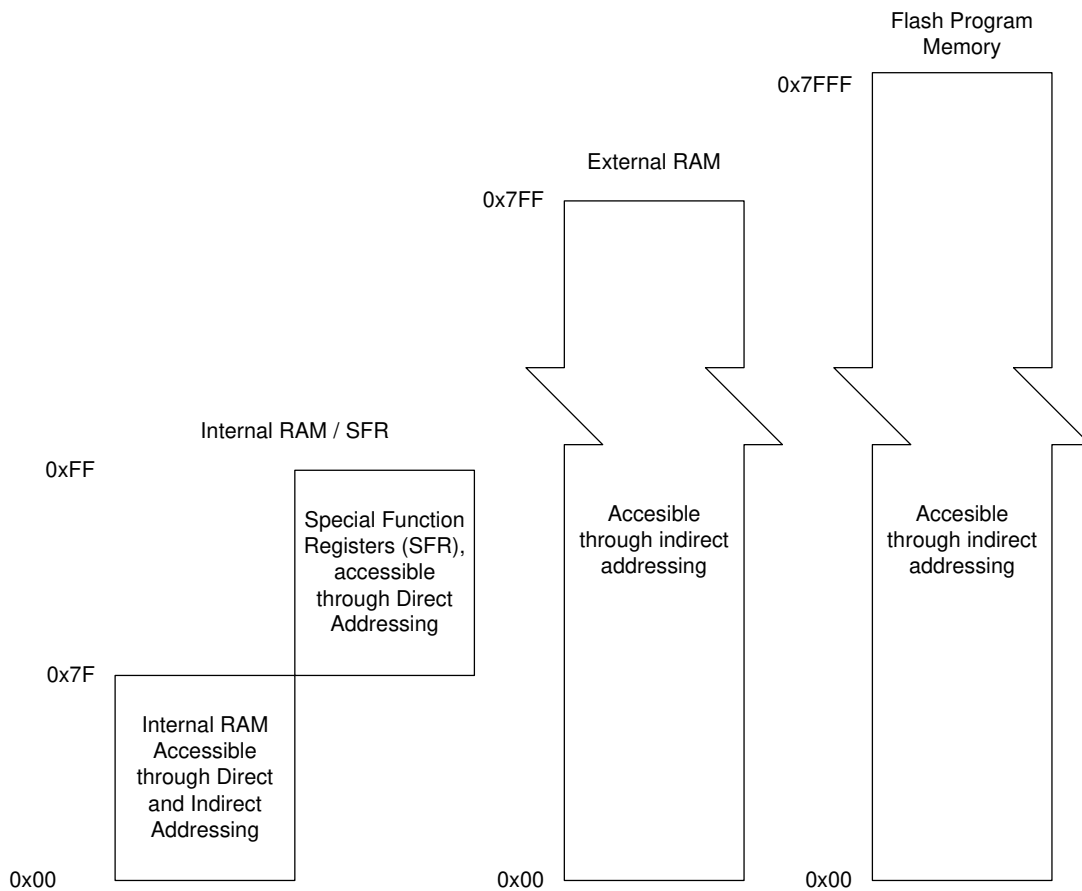 Flash Program
Memory
0x7FFF
External RAM
0x7FF
Internal RAM / SFR
0xFF
Special Function
Registers (SFR),
accessible
through Direct
Addressing
Accesible
through indirect
addressing
Accesible
through indirect
addressing
0x7F
Internal RAM
Accessible
through Direct
and Indirect
Addressing
0x00
0x00
0x00